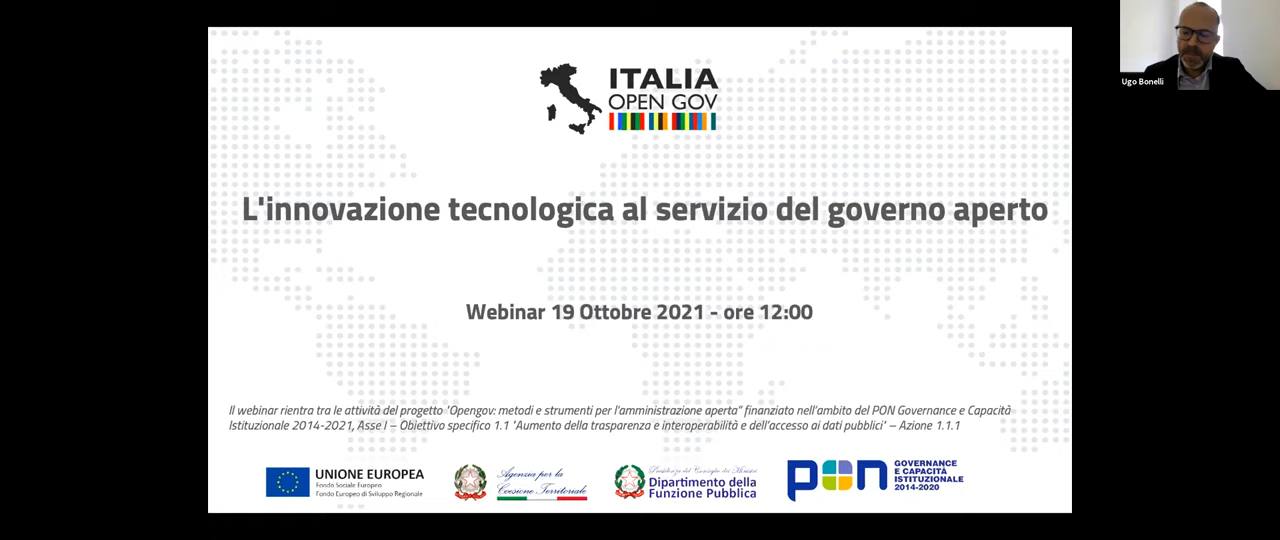 ITALIA
OPEN GOV
Ugo Bonelli
L'innovazione tecnologica al servizio del governo aperto
Webinar 19 Ottobre 2021 - ore 12:00
Il webinar rientra tra le attività del progetto "Opengov: metodi e strumenti per l'amministrazione aperta" finanziato nell'ambito del PON Governance e Capacità
Istituzionale 2014-2021, Asse I – Obiettivo specifico 1.1 "Aumento della trasparenza e interoperabilità e dell'accesso ai dati pubblici" – Azione 1.1.1
UNIONE EUROPEA
Fondo Sociale Europeo
Fondo Europeo di Sviluppo Regionale
Agenzia per la
Coesione Territoriale
Presidenza del Consiglio dei Ministri
Dipartimento della
Funzione Pubblica
pon
GOVERNANCE
E CAPACITÀ
ISTITUZIONALE
2014-2020